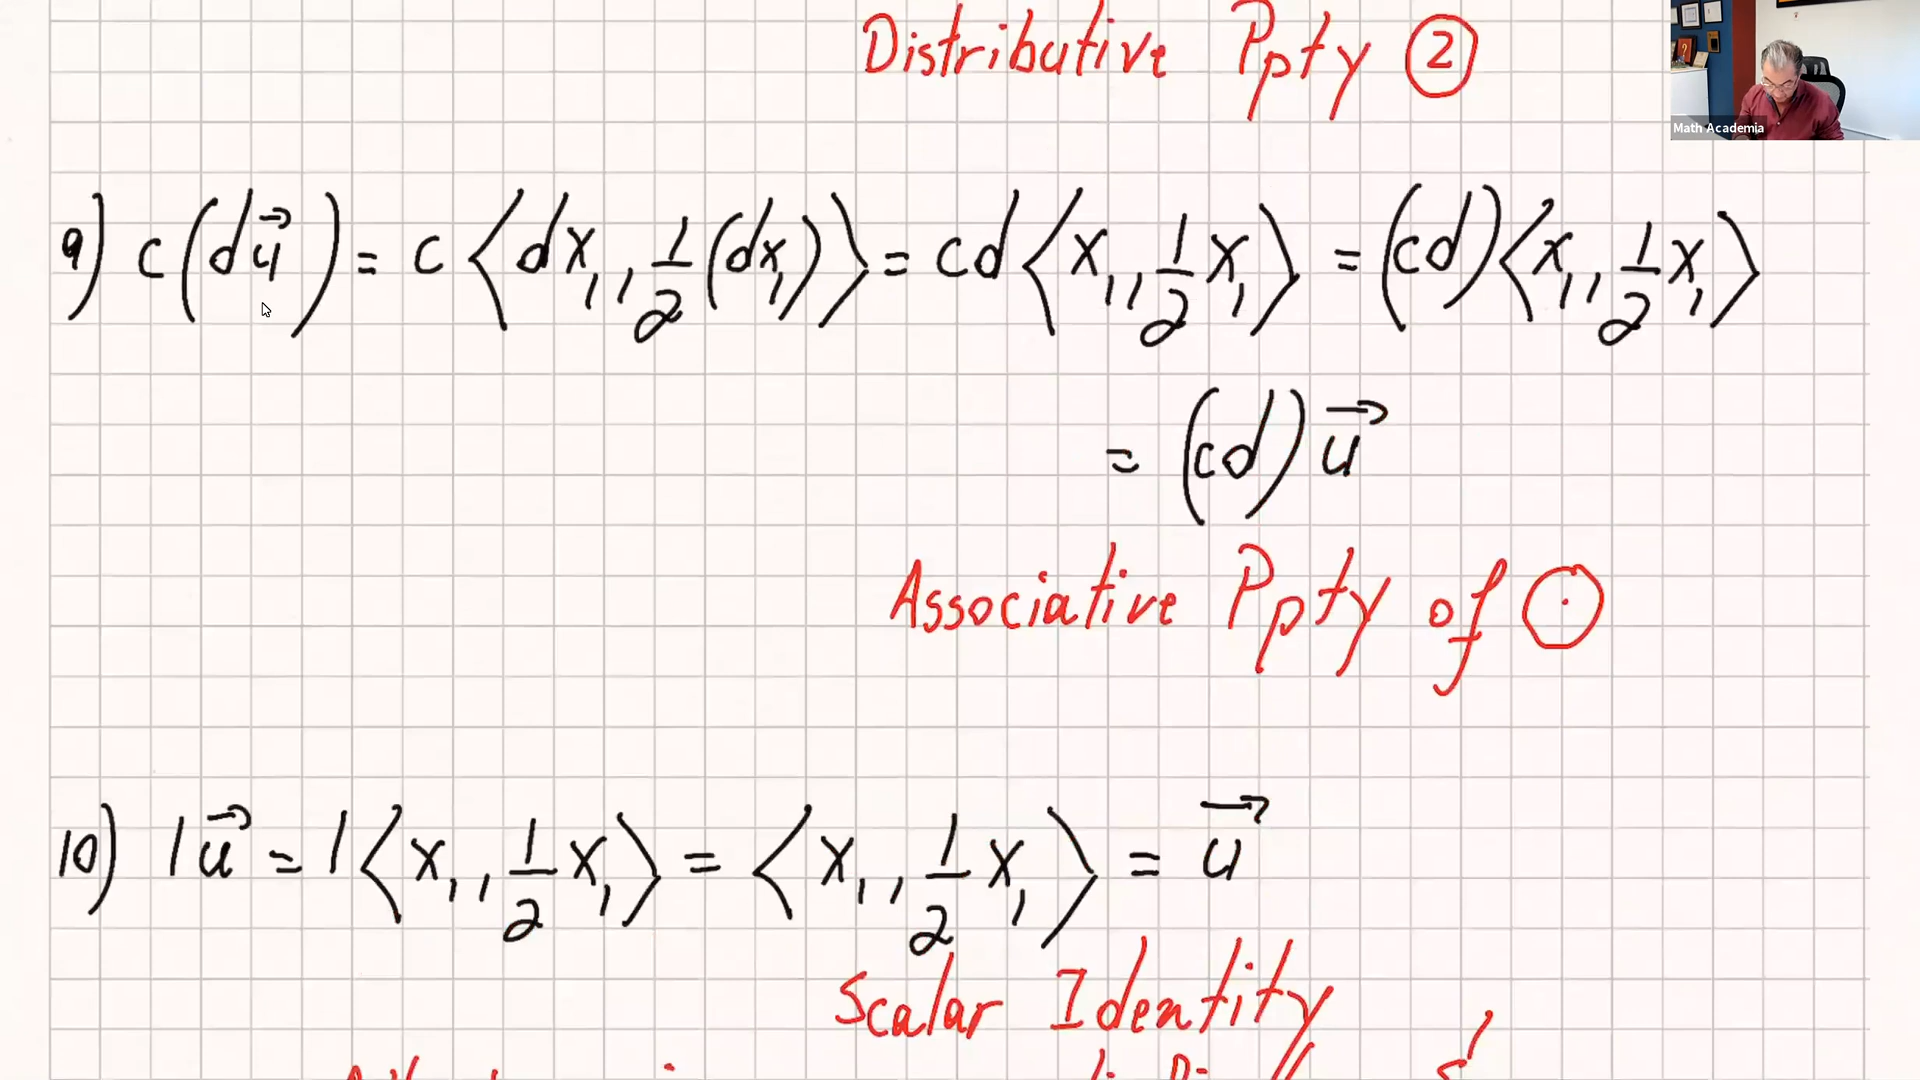 Distributive Ppty ②
Math Academia
9) c(du⃗) = c⟨dx₁, 1/2(dx₁)⟩ = cd⟨x₁, 1/2 x₁⟩ = (cd)⟨x₁, 1/2 x₁⟩
= (cd)u⃗
Associative Ppty of ⊙
10) 1u⃗ = 1⟨x₁, 1/2 x₁⟩ = ⟨x₁, 1/2 x₁⟩ = u⃗
Scalar Identity